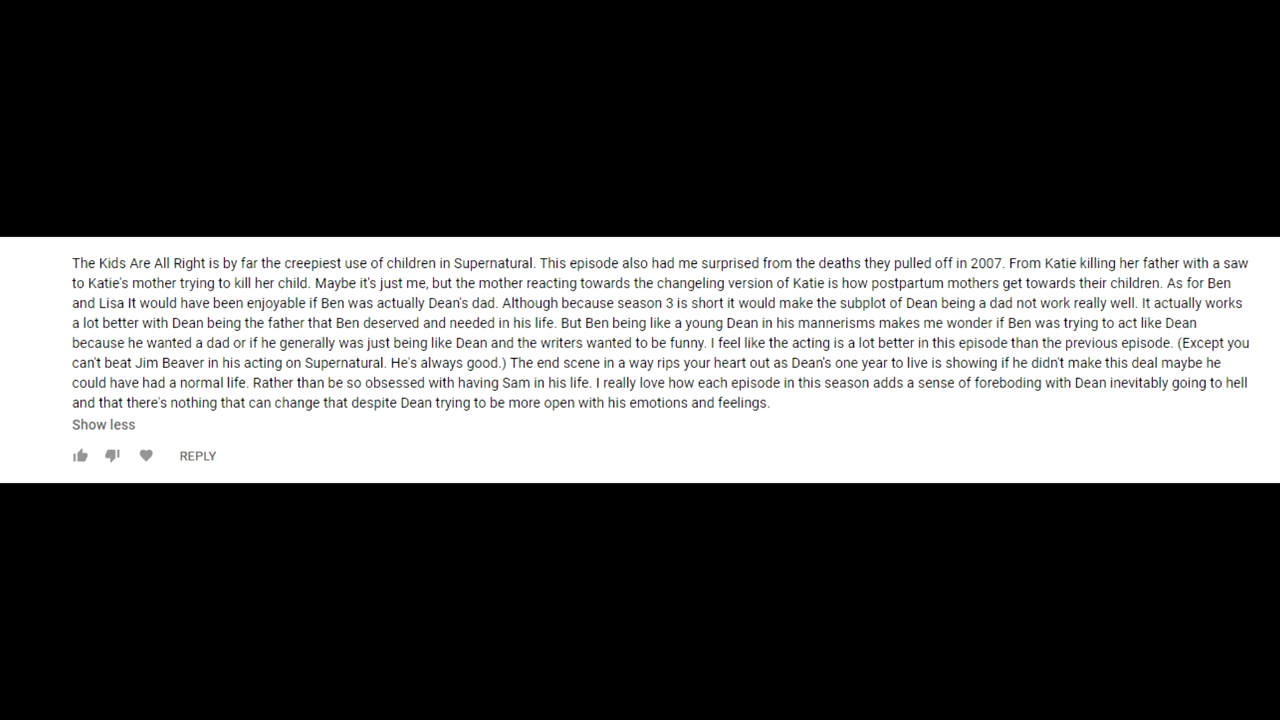 The Kids Are All Right is by far the creepiest use of children in Supernatural. This episode also had me surprised from the deaths they pulled off in 2007. From Katie killing her father with a saw
to Katie's mother trying to kill her child. Maybe it's just me, but the mother reacting towards the changeling version of Katie is how postpartum mothers get towards their children. As for Ben
and Lisa It would have been enjoyable if Ben was actually Dean's dad. Although because season 3 is short it would make the subplot of Dean being a dad not work really well. It actually works
a lot better with Dean being the father that Ben deserved and needed in his life. But Ben being like a young Dean in his mannerisms makes me wonder if Ben was trying to act like Dean
because he wanted a dad or if he generally was just being like Dean and the writers wanted to be funny. I feel like the acting is a lot better in this episode than the previous episode. (Except you
can't beat Jim Beaver in his acting on Supernatural. He's always good.) The end scene in a way rips your heart out as Dean's one year to live is showing if he didn't make this deal maybe he
could have had a normal life. Rather than be so obsessed with having Sam in his life. I really love how each episode in this season adds a sense of foreboding with Dean inevitably going to hell
and that there's nothing that can change that despite Dean trying to be more open with his emotions and feelings.
Show less
REPLY